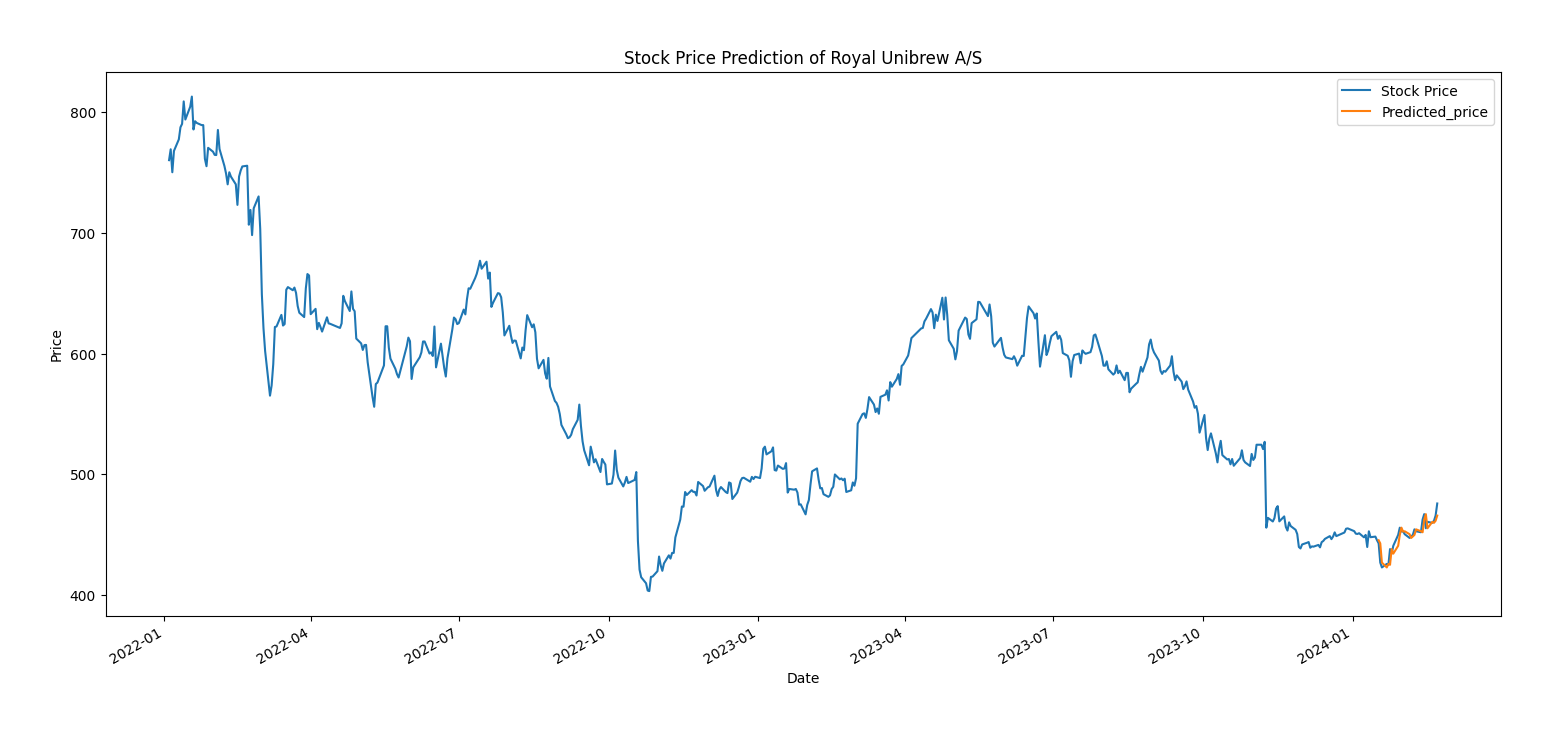 Stock Price Prediction of Royal Unibrew A/S
Stock Price
Predicted_price
800
700
600
500
400
Price
2022-01
2022-04
2022-07
2022-10
2023-01
2023-04
2023-07
2023-10
2024-01
Date